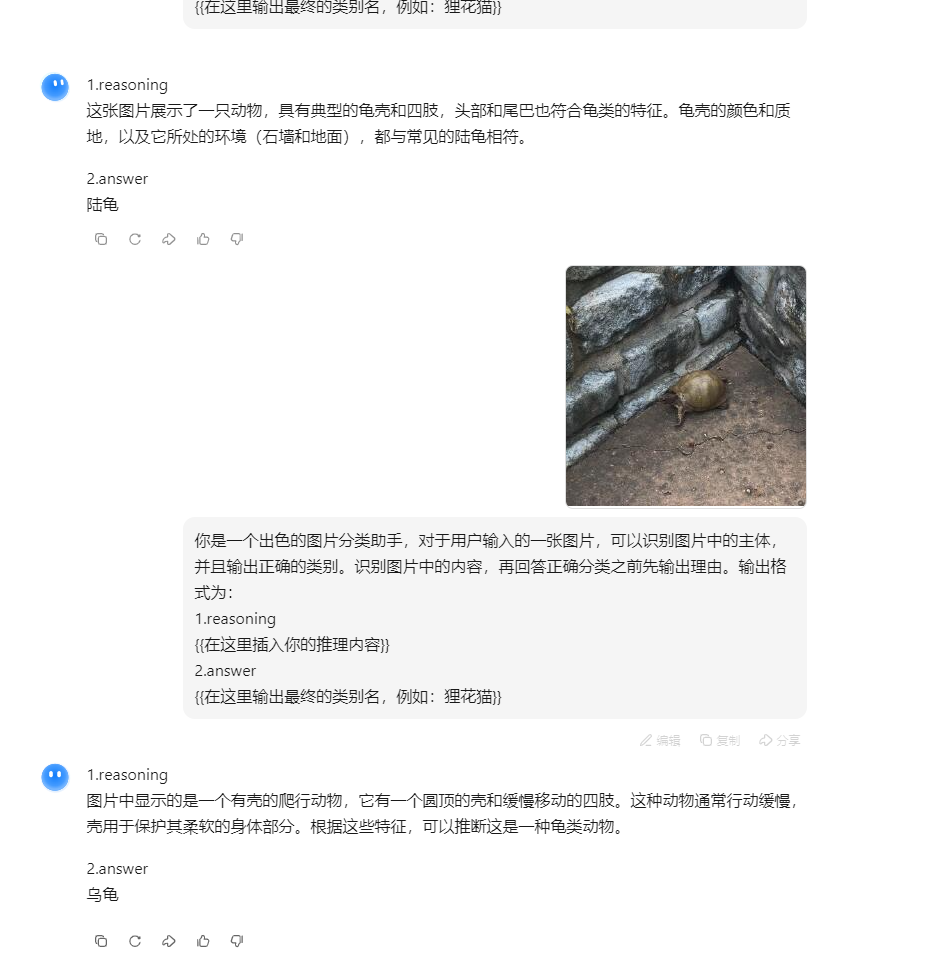 {{在这里输出最终的类别名，例如：狸花猫}}
1.reasoning
这张图片展示了一只动物，具有典型的龟壳和四肢，头部和尾巴也符合龟类的特征。龟壳的颜色和质
地，以及它所处的环境（石墙和地面），都与常见的陆龟相符。
2.answer
陆龟
你是一个出色的图片分类助手，对于用户输入的一张图片，可以识别图片中的主体，
并且输出正确的类别。识别图片中的内容，再回答正确分类之前先输出理由。输出格
式为：
1.reasoning
{{在这里插入你的推理内容}}
2.answer
{{在这里输出最终的类别名，例如：狸花猫}}
编辑 复制 分享
1.reasoning
图片中显示的是一个有壳的爬行动物，它有一个圆顶的壳和缓慢移动的四肢。这种动物通常行动缓慢，
壳用于保护其柔软的身体部分。根据这些特征，可以推断这是一种龟类动物。
2.answer
乌龟